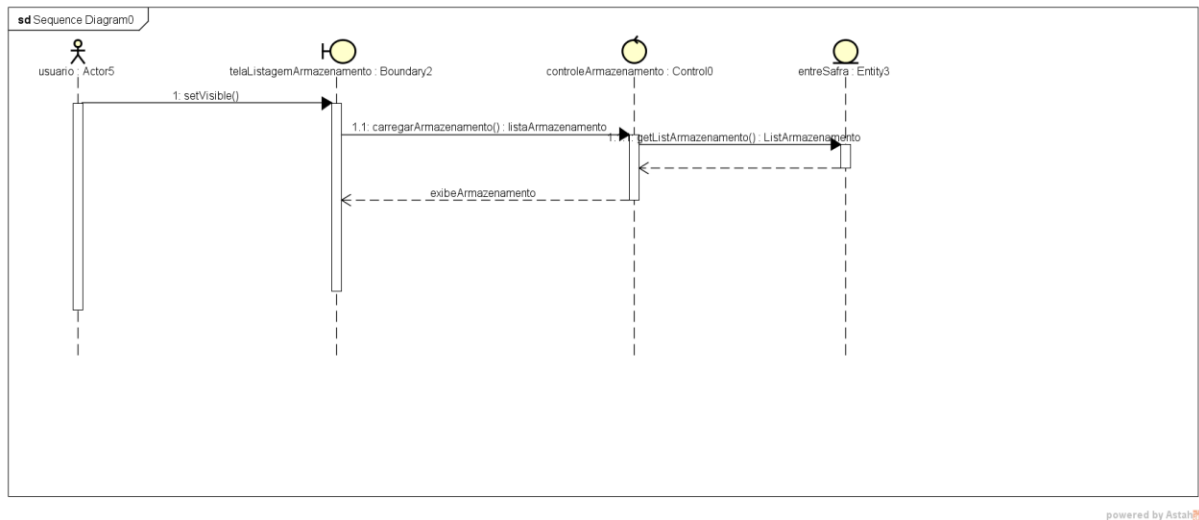 sd Sequence Diagram0
usuario : Actor5
telaListagemArmazenamento : Boundary2
controleArmazenamento : Control0
entreSafra : Entity3
1: setVisible()
1.1: carregarArmazenamento() : listaArmazenamento
getListArmazenamento() : ListArmazenamento
exibeArmazenamento
powered by Astah